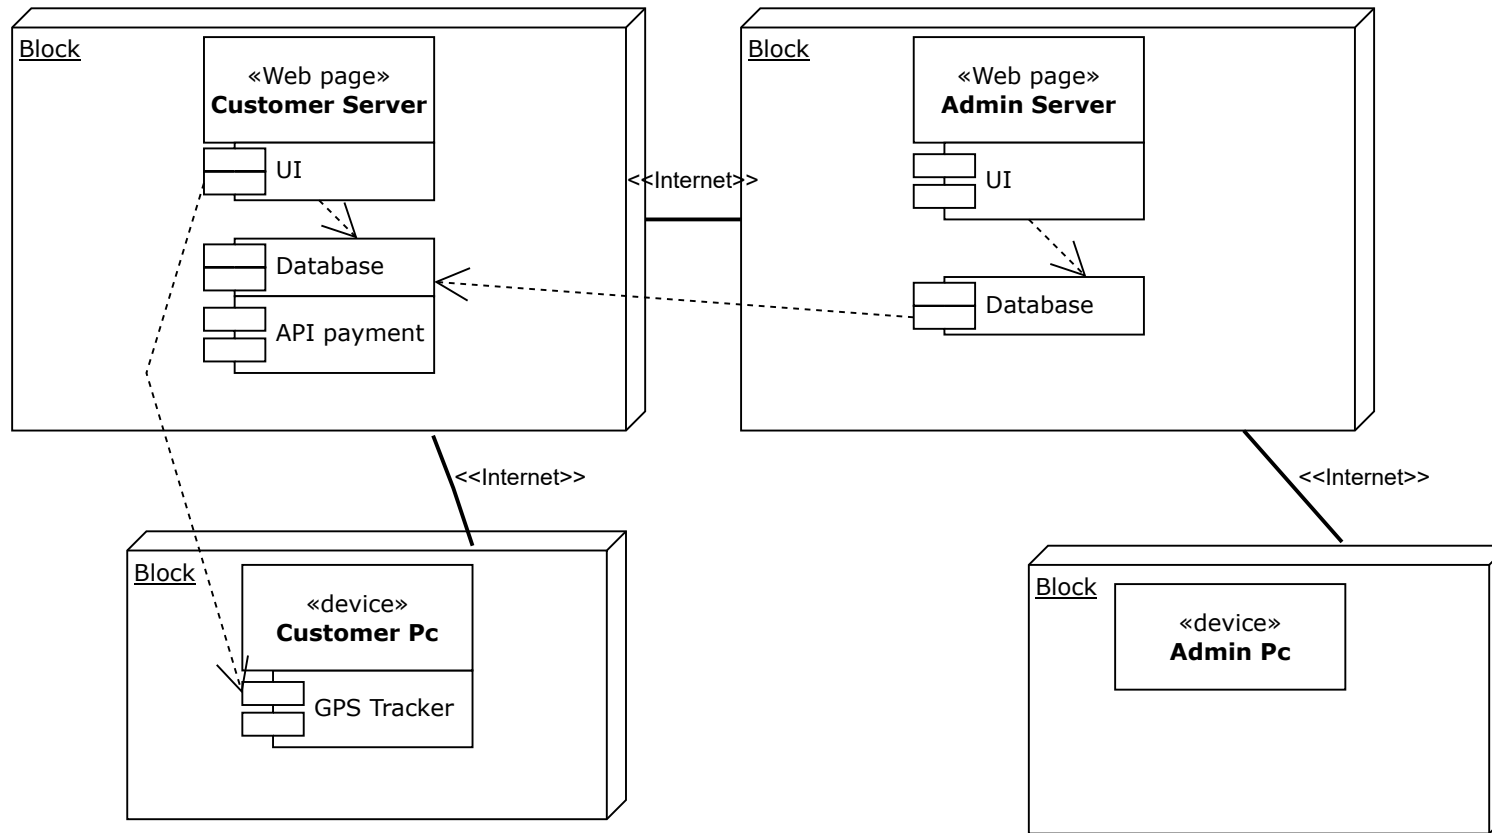 Block
«Web page»
Customer Server
UI
Database
API payment
<<Internet>>
Block
«Web page»
Admin Server
UI
Database
<<Internet>>
<<Internet>>
Block
«device»
Customer Pc
GPS Tracker
Block
«device»
Admin Pc